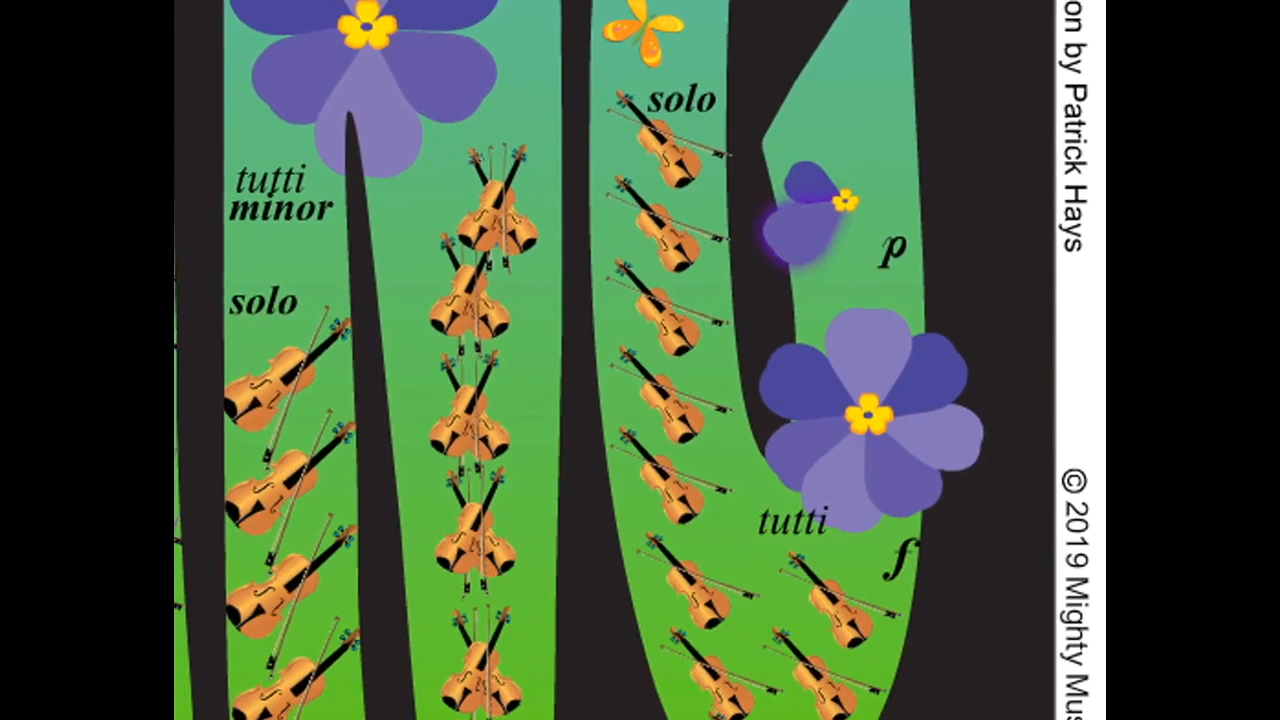 solo
tutti
minor
p
solo
tutti
f
on by Patrick Hays
© 2019 Mighty Mus